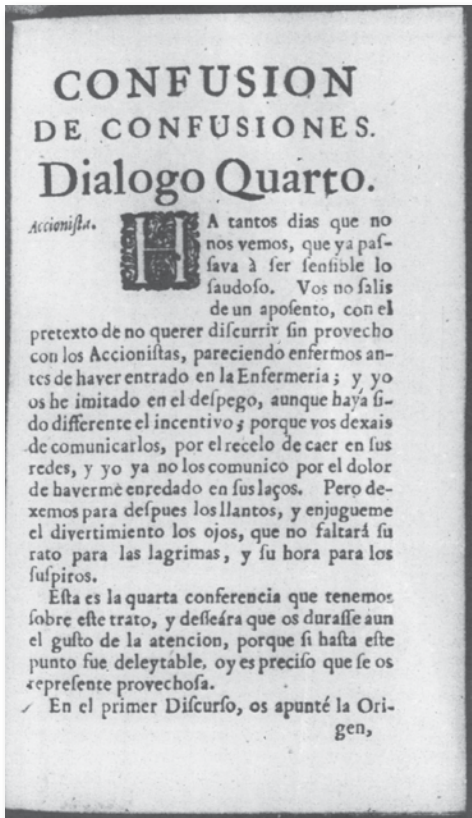 CONFUSION
DE CONFUSIONES.
Dialogo Quarto.
Accioniſta.
HA tantos dias que no
nos vemos, que ya paſ-
ſava à ſer ſenſible lo
ſaudoſo. Vos no ſalis
de un apoſento, con el
pretexto de no querer diſcurrir ſin provecho
con los Accioniſtas, pareciendo enfermos an-
tes de haver entrado en la Enfermeria; y yo
os he imitado en el deſpego, aunque haya ſi-
do differente el incentivo; porque vos dexais
de comunicarlos, por el recelo de caer en ſus
redes, y yo ya no los comunico por el dolor
de haverme enredado en ſus laços. Pero de-
xemos para deſpues los llantos, y enjugueme
el divertimiento los ojos, que no faltará ſu
rato para las lagrimas, y ſu hora para los
ſuſpiros.
Eſta es la quarta conferencia que tenemos
ſobre eſte trato, y deſſeára que os duraſſe aun
el guſto de la atencion, porque ſi haſta eſte
punto fue deleytable, oy es preciſo que ſe os
repreſente provechoſa.
En el primer Diſcurſo, os apunté la Ori-
gen,